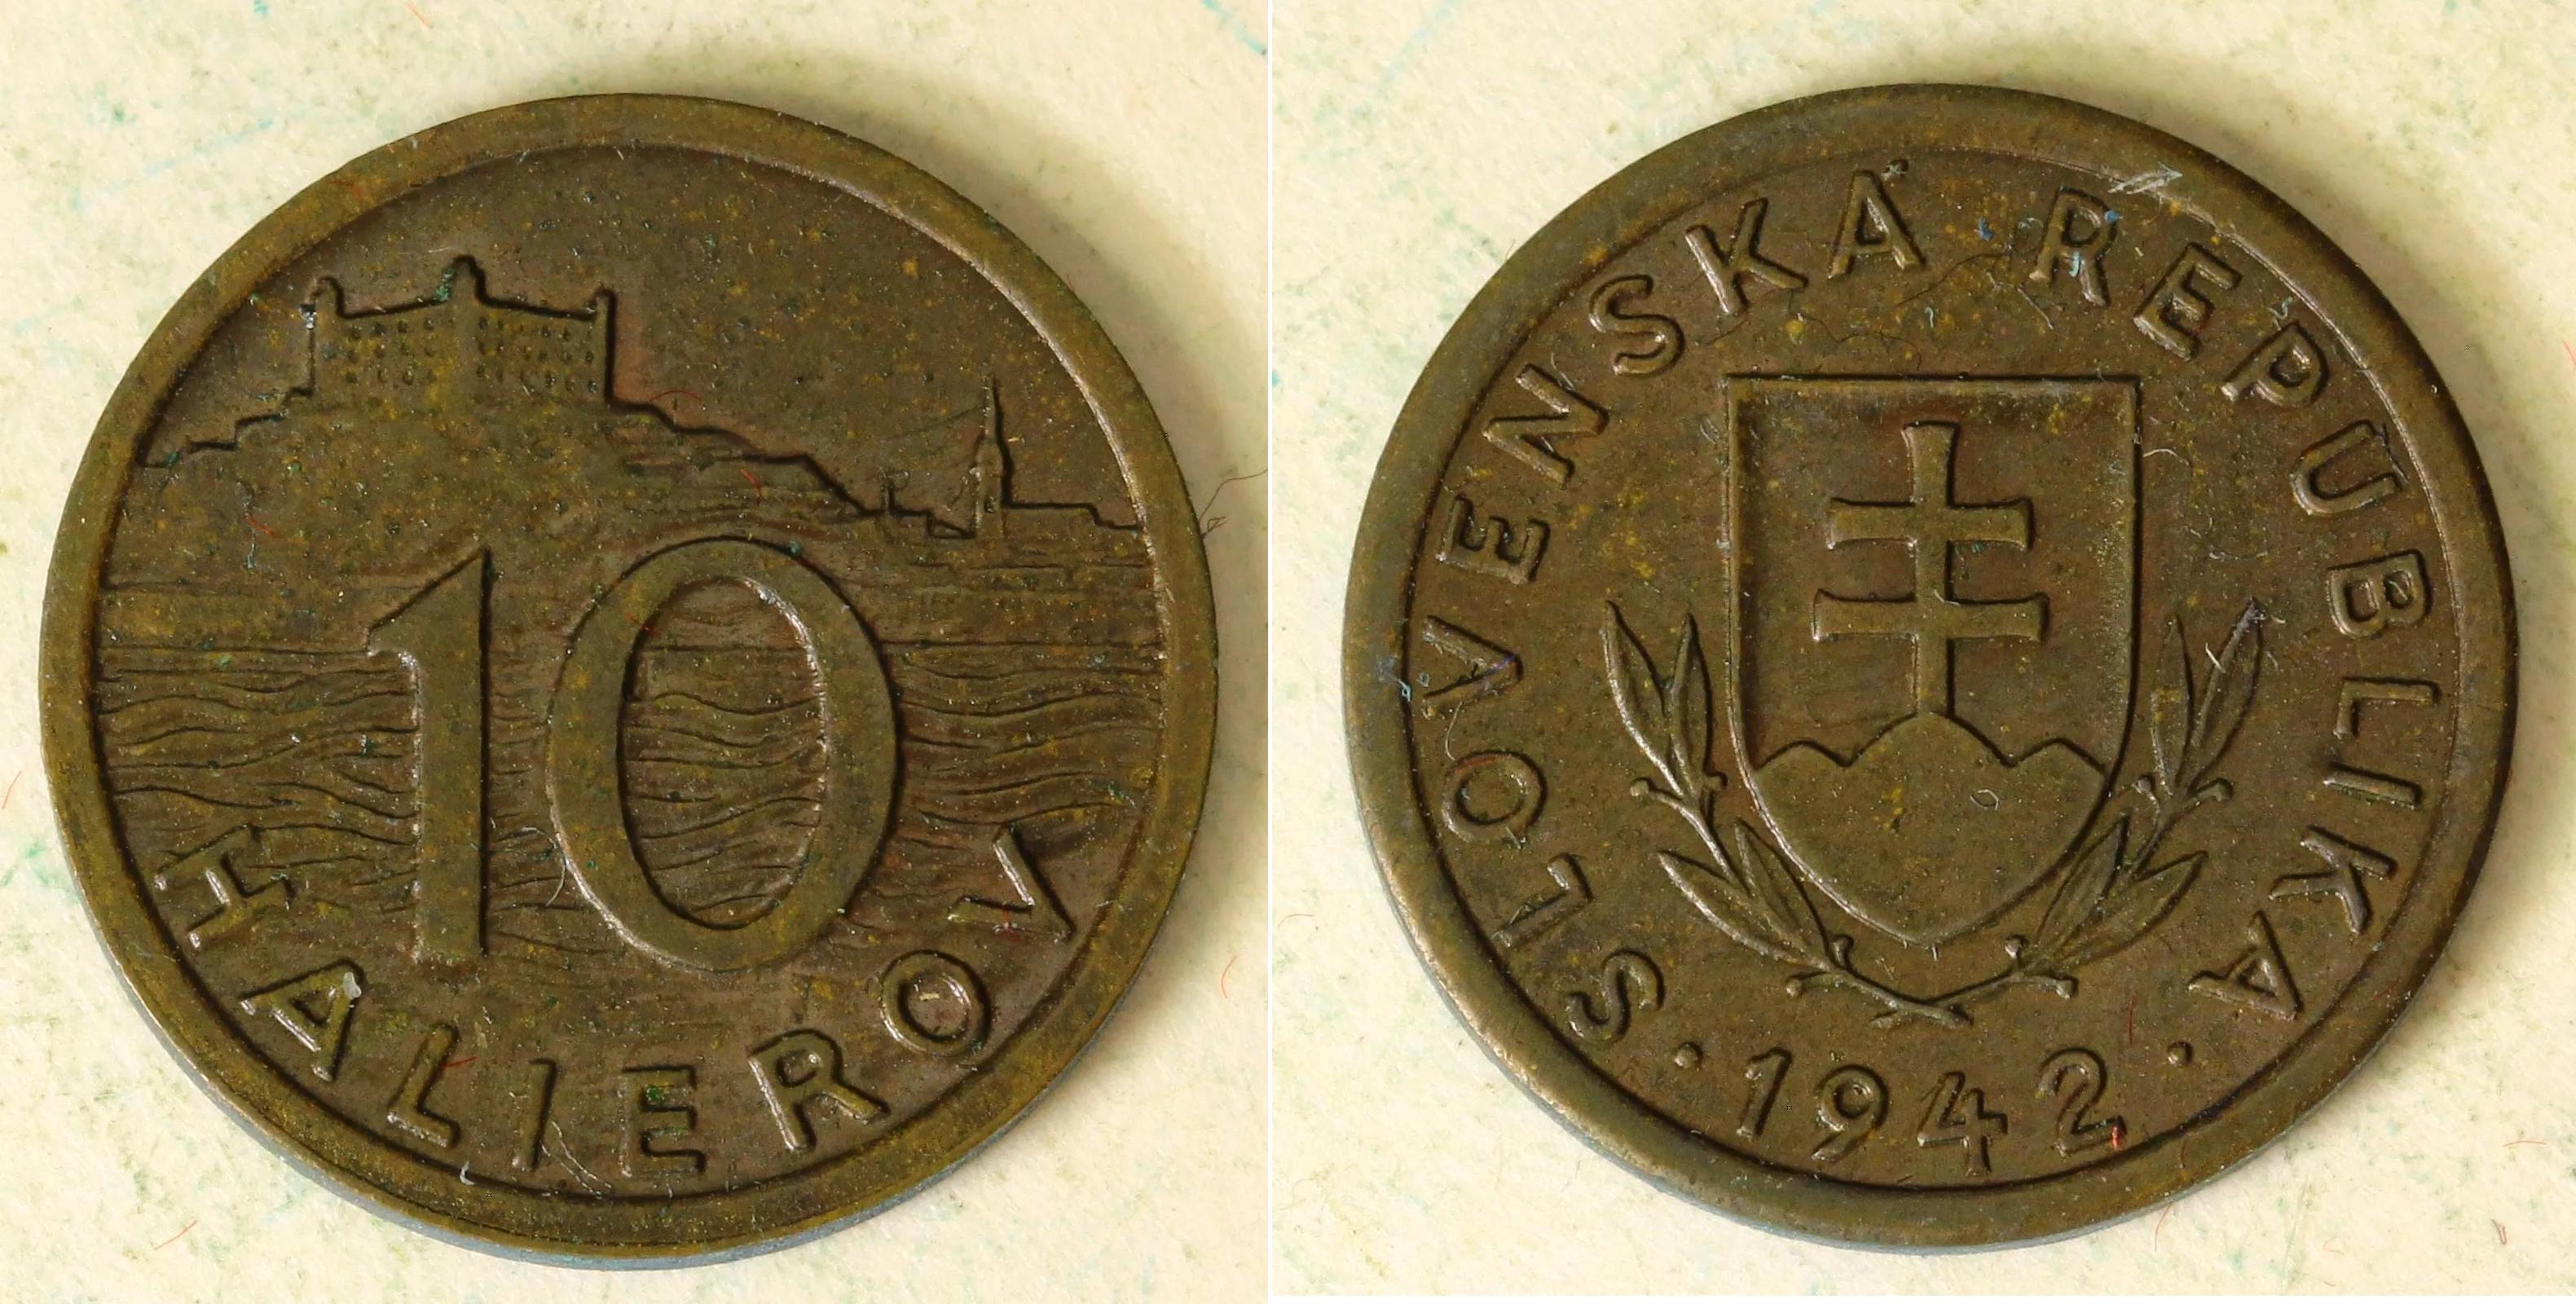 10
HALIEROV
SLOVENSKÁ REPUBLIKA
· 1942 ·